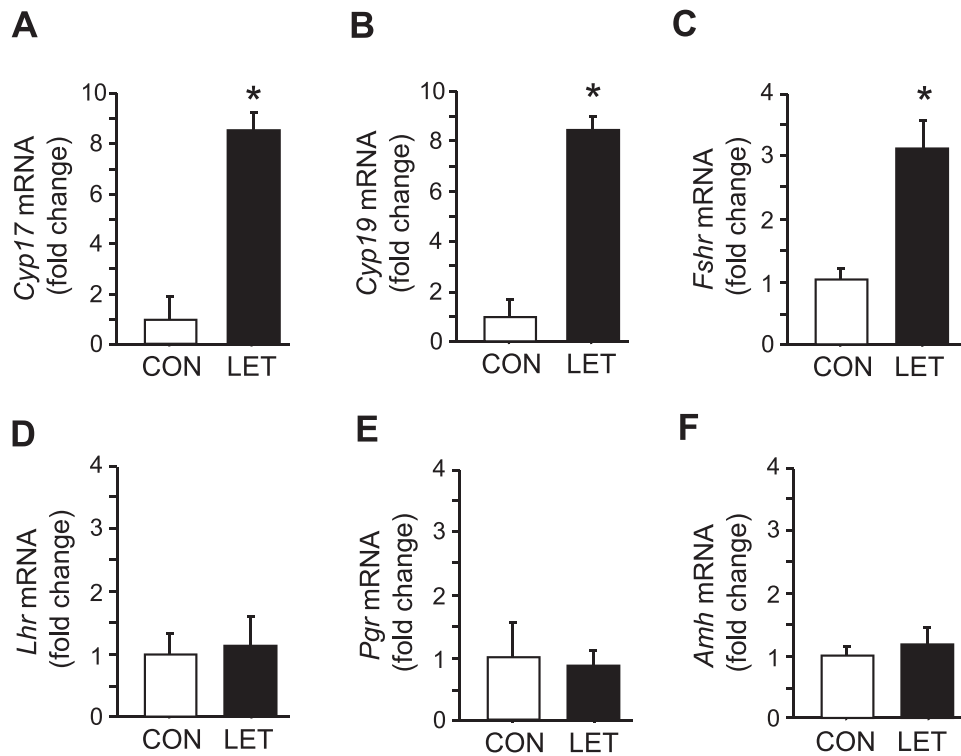 A
Cyp17 mRNA
(fold change)
10
8
6
4
2
0
*
CON LET
B
Cyp19 mRNA
(fold change)
10
8
6
4
2
0
*
CON LET
C
Fshr mRNA
(fold change)
4
3
2
1
0
*
CON LET
D
Lhr mRNA
(fold change)
4
3
2
1
0
CON LET
E
Pgr mRNA
(fold change)
4
3
2
1
0
CON LET
F
Amh mRNA
(fold change)
4
3
2
1
0
CON LET